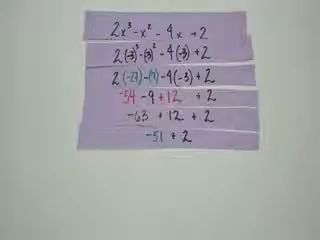 2x³ - x² - 4x + 2
2(-3)³ - (-3)² - 4(-3) + 2
2(-27) - (9) - 4(-3) + 2
-54 - 9 + 12 + 2
-63 + 12 + 2
-51 + 2